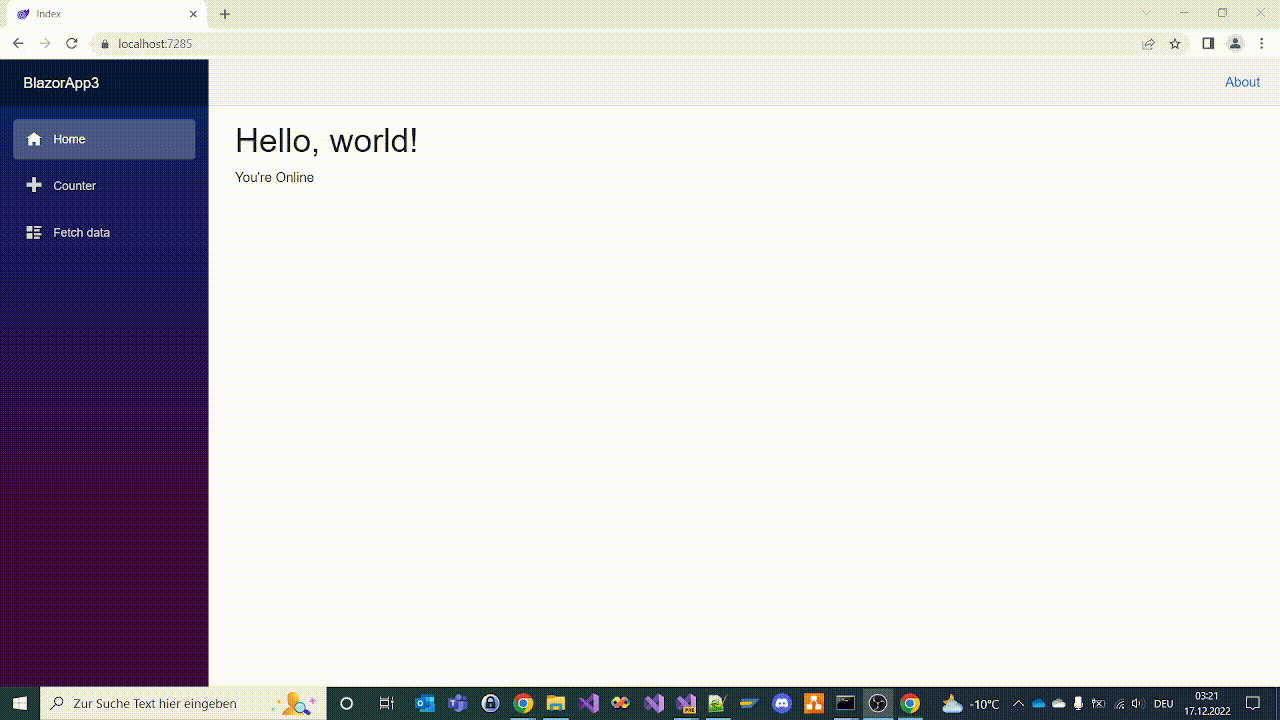 Index
localhost:7285
BlazorApp3
About
Home
Hello, world!
You're Online
Counter
Fetch data
Zur Suche Text hier eingeben
-10°C
DEU
03:21
17.12.2022